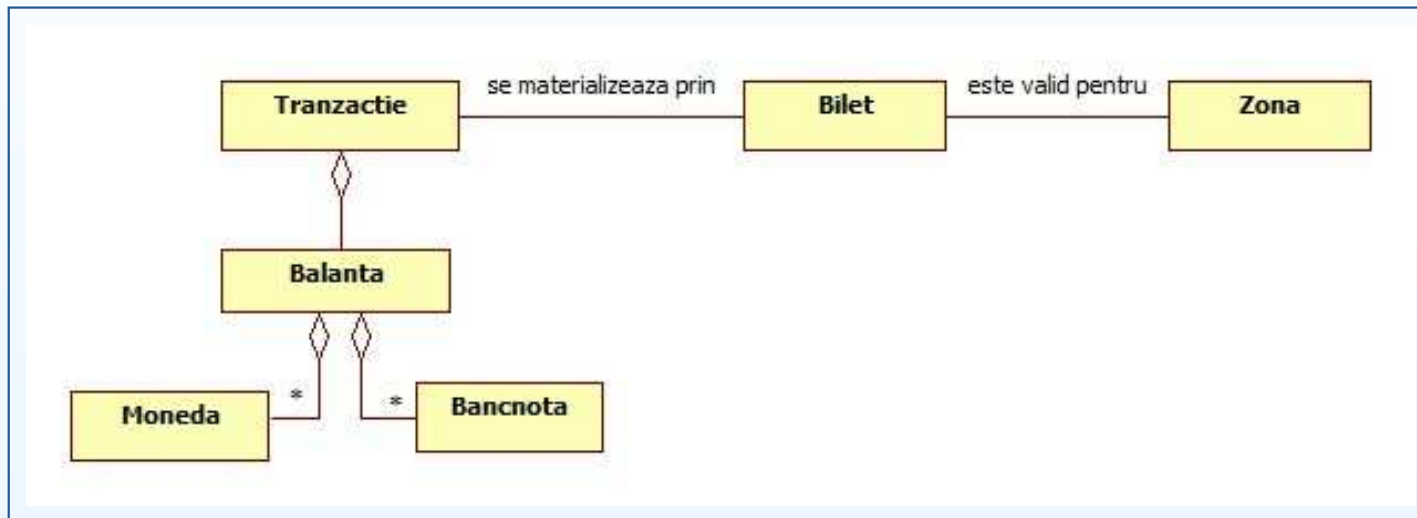 se materializeaza prin
este valid pentru
Tranzactie
Bilet
Zona
Balanta
*
*
Moneda
Bancnota